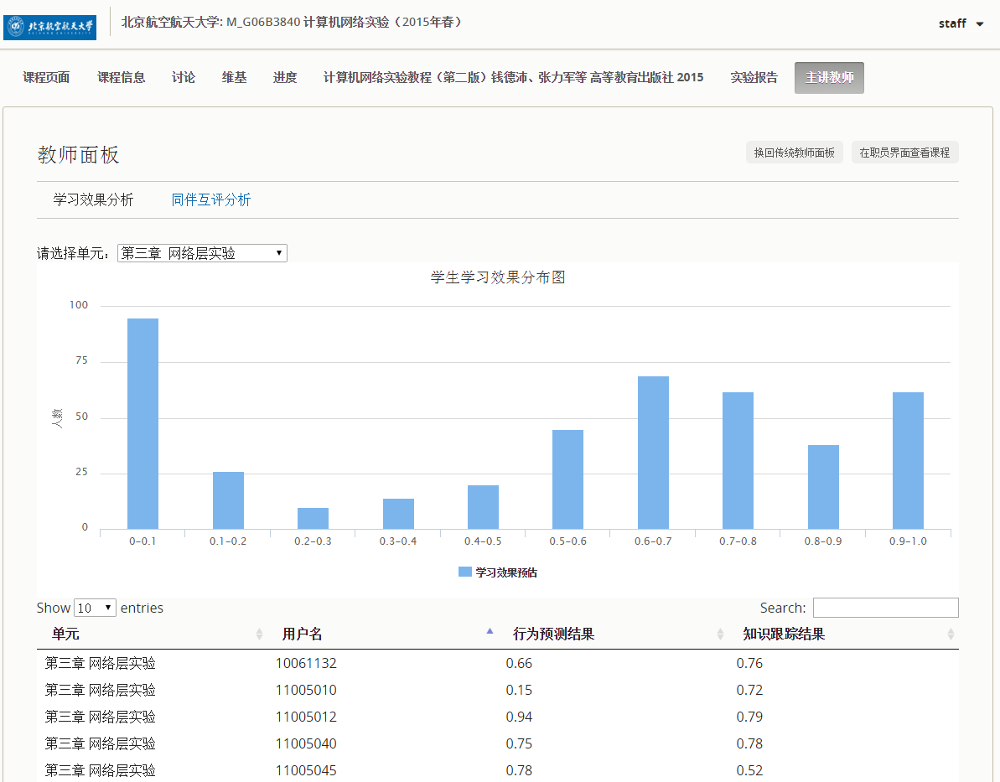 北京航空航天大学
北京航空航天大学: M_G06B3840 计算机网络实验（2015年春）
staff
课程页面 课程信息 讨论 维基 进度 计算机网络实验教程（第二版）钱德沛、张力军等 高等教育出版社 2015 实验报告 主讲教师
教师面板 换回传统教师面板 在职员界面查看课程
学习效果分析 同伴互评分析
请选择单元： 第三章 网络层实验
学生学习效果分布图
100
75
50
25
0
人数
0-0.1 0.1-0.2 0.2-0.3 0.3-0.4 0.4-0.5 0.5-0.6 0.6-0.7 0.7-0.8 0.8-0.9 0.9-1.0
学习效果预估
Show 10 entries Search:
单元 用户名 行为预测结果 知识跟踪结果
第三章 网络层实验 10061132 0.66 0.76
第三章 网络层实验 11005010 0.15 0.72
第三章 网络层实验 11005012 0.94 0.79
第三章 网络层实验 11005040 0.75 0.78
第三章 网络层实验 11005045 0.78 0.52